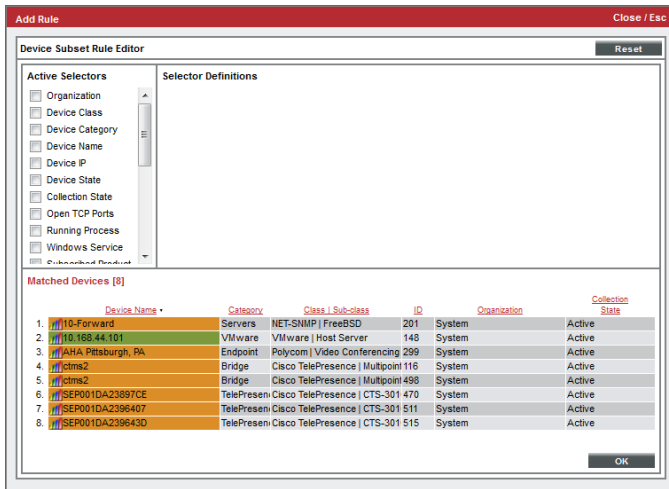 Add Rule Close / Esc
Device Subset Rule Editor Reset
Active Selectors Selector Definitions
Organization
Device Class
Device Category
Device Name
Device IP
Device State
Collection State
Open TCP Ports
Running Process
Windows Service
Subscribed Product
Matched Devices [8]
Device Name Category Class | Sub-class ID Organization Collection State
1. 10-Forward Servers NET-SNMP | FreeBSD 201 System Active
2. 10.168.44.101 VMware VMware | Host Server 148 System Active
3. AHA Pittsburgh, PA Endpoint Polycom | Video Conferencing 299 System Active
4. ctms2 Bridge Cisco TelePresence | Multipoint 116 System Active
5. ctms2 Bridge Cisco TelePresence | Multipoint 498 System Active
6. SEP001DA23897CE TelePresen Cisco TelePresence | CTS-301 470 System Active
7. SEP001DA2396407 TelePresen Cisco TelePresence | CTS-301 511 System Active
8. SEP001DA239643D TelePresen Cisco TelePresence | CTS-301 515 System Active
OK